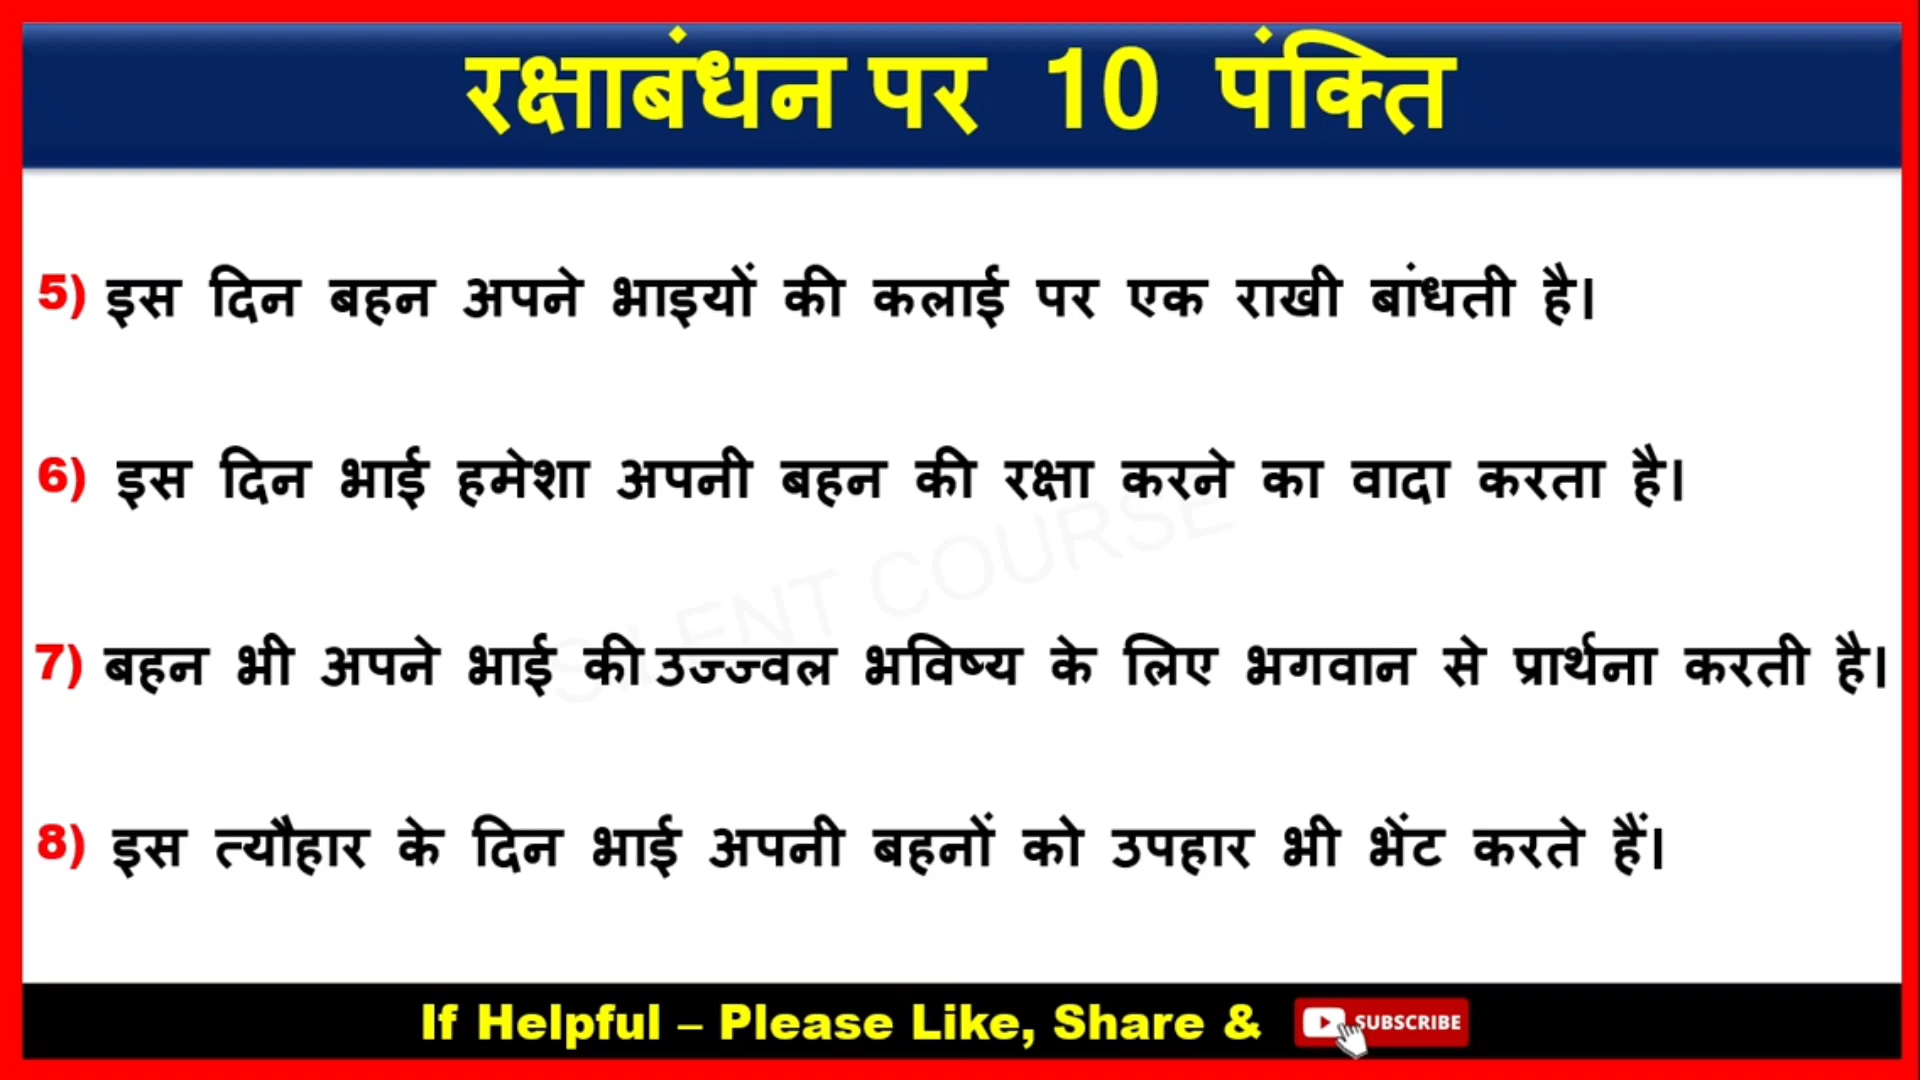 रक्षाबंधन पर 10 पंक्ति
5) इस दिन बहन अपने भाइयों की कलाई पर एक राखी बांधती है।
6) इस दिन भाई हमेशा अपनी बहन की रक्षा करने का वादा करता है।
SILENT COURSE
7) बहन भी अपने भाई की उज्ज्वल भविष्य के लिए भगवान से प्रार्थना करती है।
8) इस त्यौहार के दिन भाई अपनी बहनों को उपहार भी भेंट करते हैं।
If Helpful – Please Like, Share & SUBSCRIBE